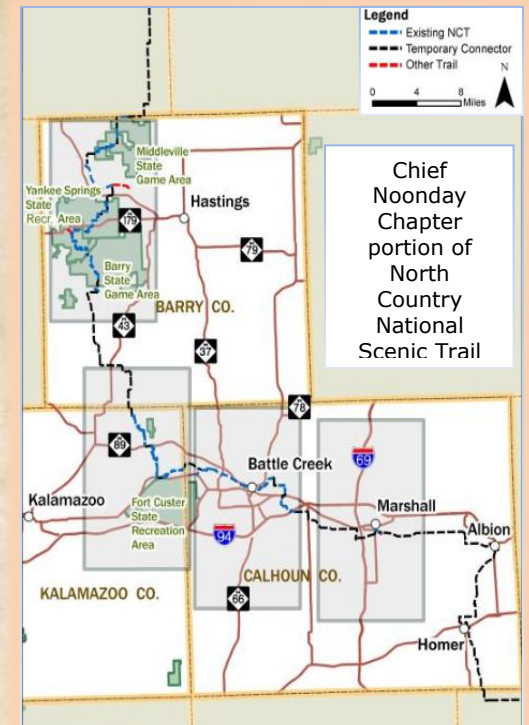 Legend
Existing NCT
Temporary Connector
Other Trail
N
0 4 8
Miles
Chief
Noonday
Chapter
portion of
North
Country
National
Scenic Trail
Middleville
State
Game Area
Yankee Springs
State
Recr. Area
Hastings
179
Barry
State
Game Area
79
BARRY CO.
43
37
78
89
69
Battle Creek
Kalamazoo
Fort Custer
State
Recreation
Area
Marshall
Albion
94
KALAMAZOO CO.
CALHOUN CO.
66
Homer